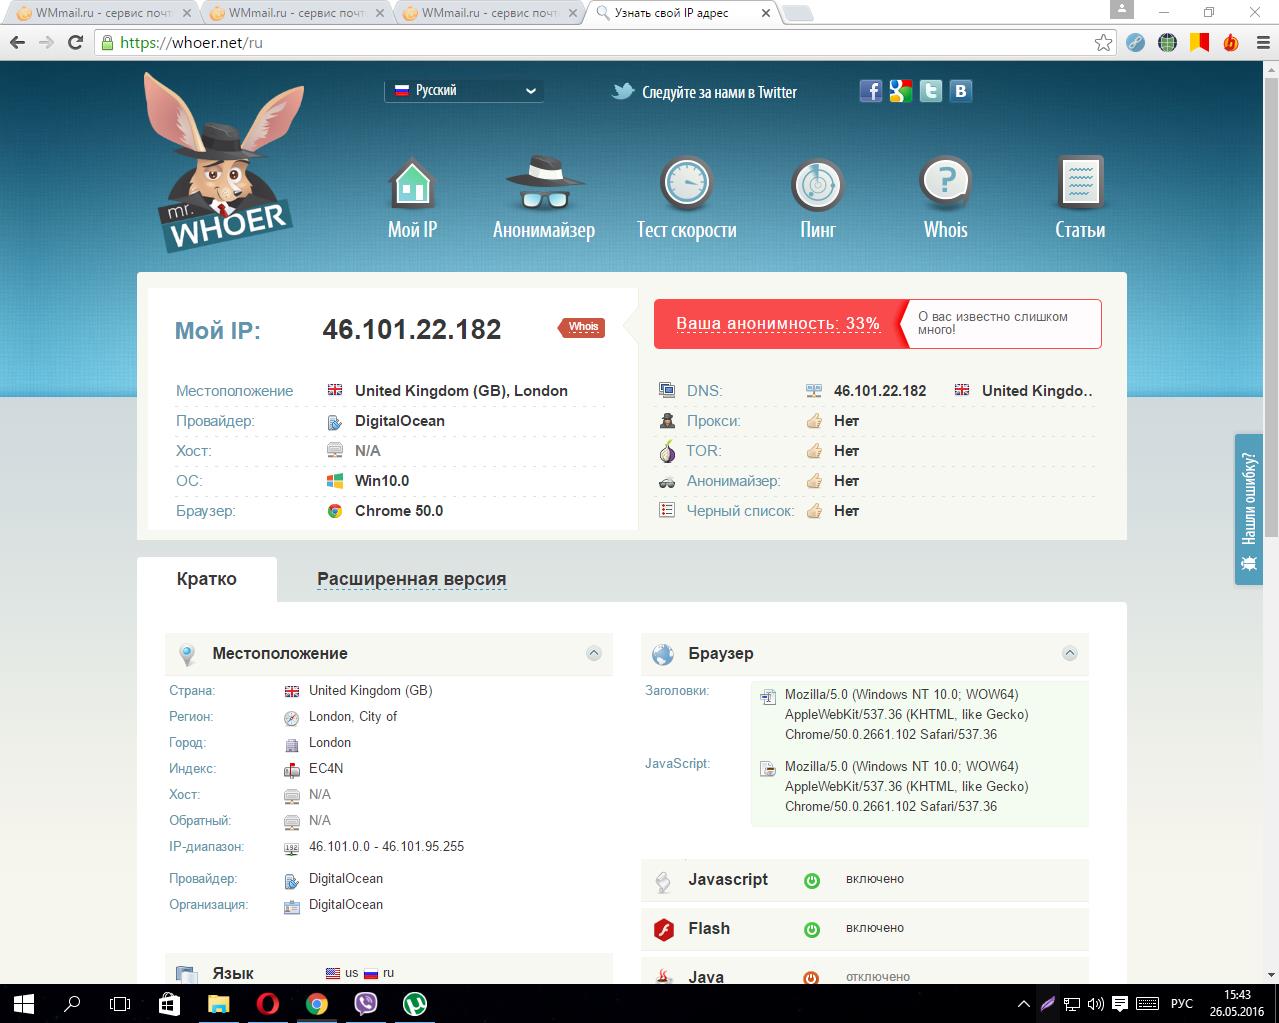 WMmail.ru - сервис почт
WMmail.ru - сервис почт
WMmail.ru - сервис почт
Узнать свой IP адрес
https://whoer.net/ru
Русский
Следуйте за нами в Twitter
mr.
WHOER
Мой IP
Анонимайзер
Тест скорости
Пинг
Whois
Статьи
Мой IP:
46.101.22.182
Whois
Ваша анонимность: 33%
О вас известно слишком
много!
Местоположение
United Kingdom (GB), London
Провайдер:
DigitalOcean
Хост:
N/A
ОС:
Win10.0
Браузер:
Chrome 50.0
DNS:
46.101.22.182
United Kingdo..
Прокси:
Нет
TOR:
Нет
Анонимайзер:
Нет
Черный список:
Нет
Нашли ошибку?
Кратко
Расширенная версия
Местоположение
Страна:
United Kingdom (GB)
Регион:
London, City of
Город:
London
Индекс:
EC4N
Хост:
N/A
Обратный:
N/A
IP-диапазон:
46.101.0.0 - 46.101.95.255
Провайдер:
DigitalOcean
Организация:
DigitalOcean
Язык
us
ru
Браузер
Заголовки:
Mozilla/5.0 (Windows NT 10.0; WOW64)
AppleWebKit/537.36 (KHTML, like Gecko)
Chrome/50.0.2661.102 Safari/537.36
JavaScript:
Mozilla/5.0 (Windows NT 10.0; WOW64)
AppleWebKit/537.36 (KHTML, like Gecko)
Chrome/50.0.2661.102 Safari/537.36
Javascript
включено
Flash
включено
Java
отключено
РУС
15:43
26.05.2016